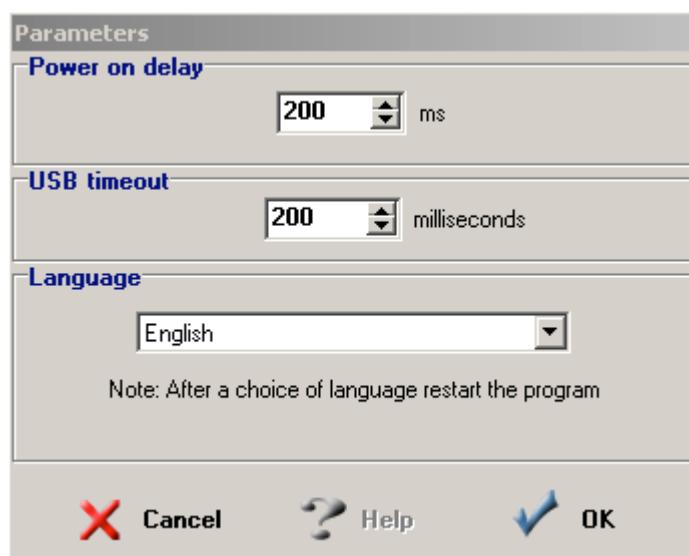 Parameters
Power on delay
200 ms
USB timeout
200 milliseconds
Language
English
Note: After a choice of language restart the program
Cancel Help OK